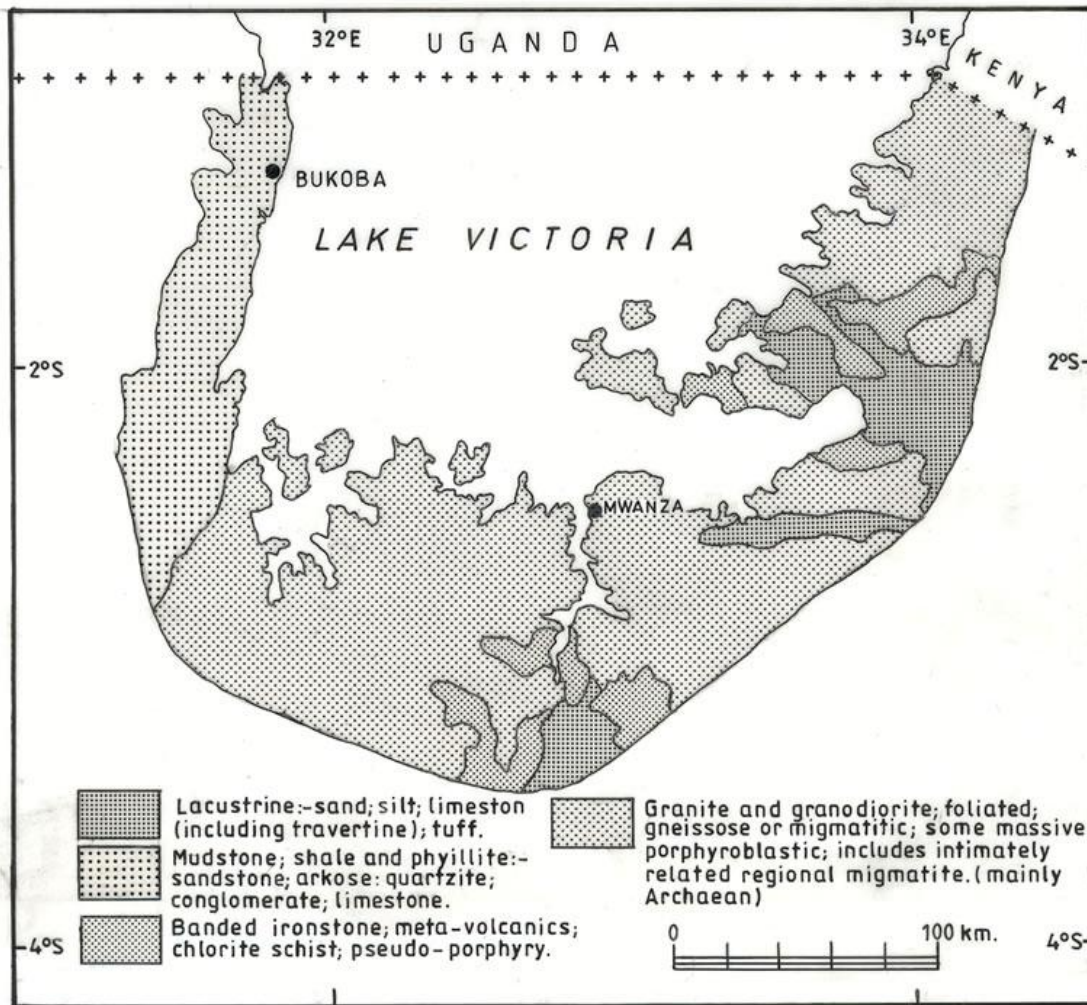 32°E
UGANDA
34°E
KENYA
BUKOBA
LAKE VICTORIA
2°S
2°S
MWANZA
Lacustrine:-sand; silt; limeston
(including travertine); tuff.
Mudstone; shale and phyillite:-
sandstone; arkose: quartzite;
conglomerate; limestone.
Banded ironstone; meta-volcanics;
chlorite schist; pseudo-porphyry.
Granite and granodiorite; foliated;
gneissose or migmatitic; some massive
porphyroblastic; includes intimately
related regional migmatite. (mainly
Archaean)
0 100 km.
4°S
4°S